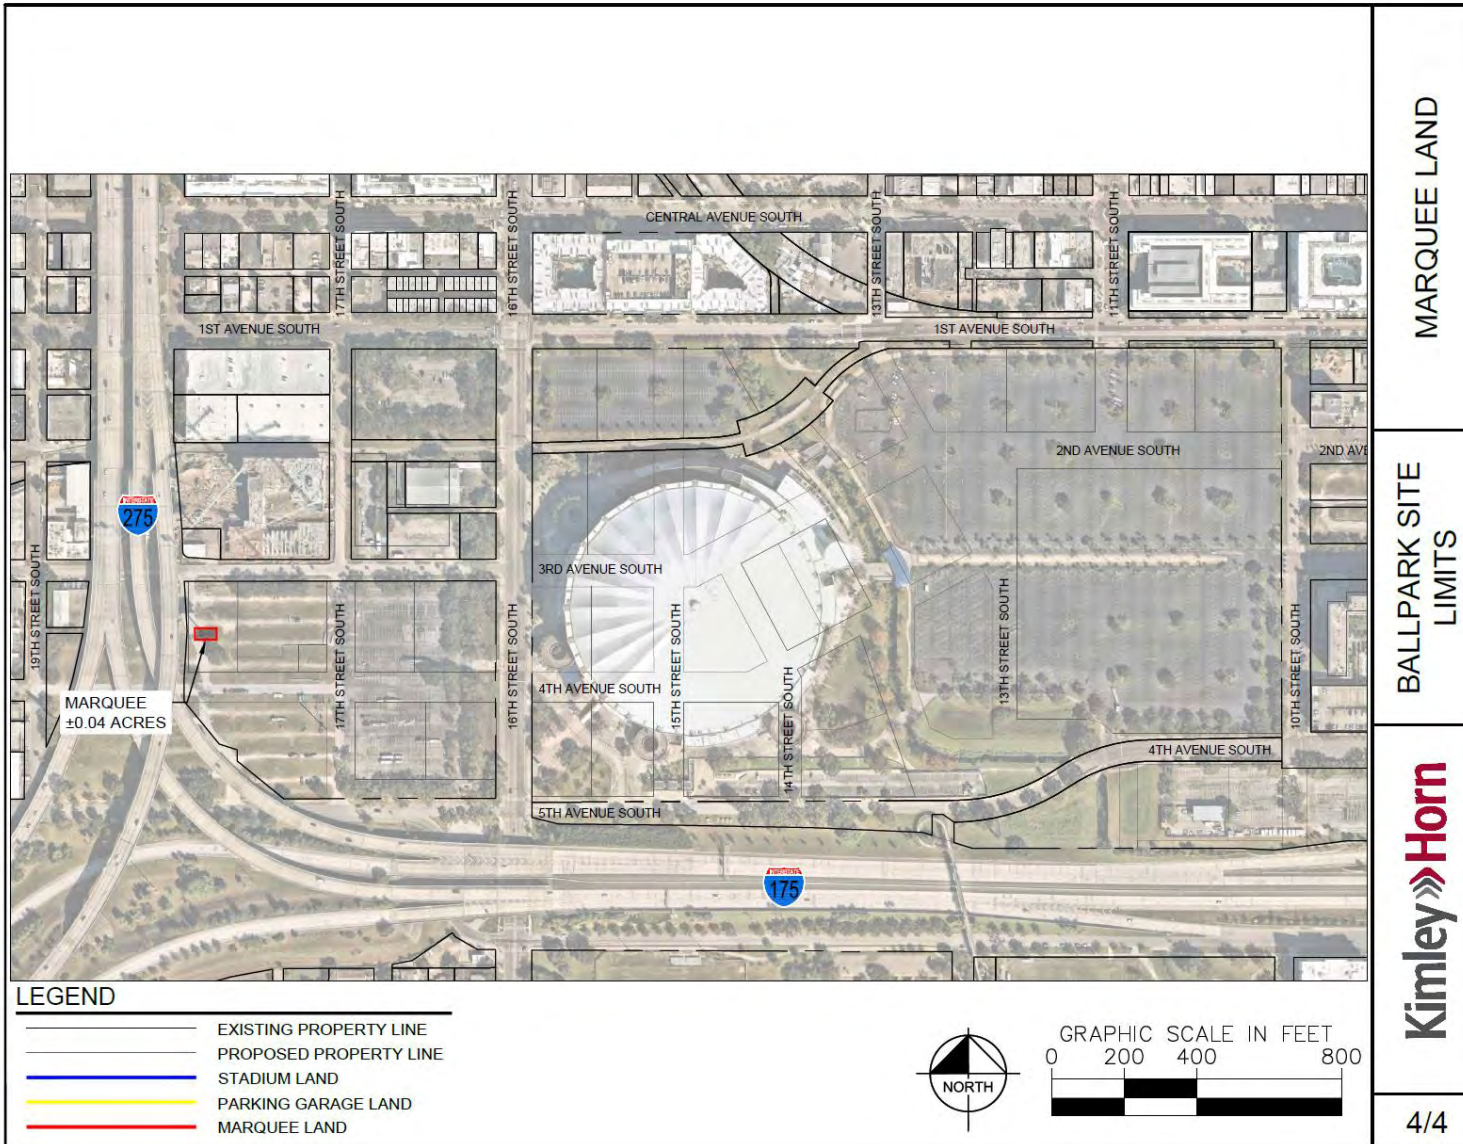 CENTRAL AVENUE SOUTH
17TH STREET SOUTH
16TH STREET SOUTH
13TH STREET SOUTH
11TH STREET SOUTH
1ST AVENUE SOUTH
1ST AVENUE SOUTH
2ND AVENUE SOUTH
2ND AVE
INTERSTATE
275
3RD AVENUE SOUTH
19TH STREET SOUTH
17TH STREET SOUTH
16TH STREET SOUTH
15TH STREET SOUTH
14TH STREET SOUTH
13TH STREET SOUTH
10TH STREET SOUTH
4TH AVENUE SOUTH
MARQUEE
±0.04 ACRES
4TH AVENUE SOUTH
5TH AVENUE SOUTH
INTERSTATE
175
LEGEND
EXISTING PROPERTY LINE
PROPOSED PROPERTY LINE
STADIUM LAND
PARKING GARAGE LAND
MARQUEE LAND
NORTH
GRAPHIC SCALE IN FEET
0 200 400 800
MARQUEE LAND
BALLPARK SITE
LIMITS
Kimley»Horn
4/4